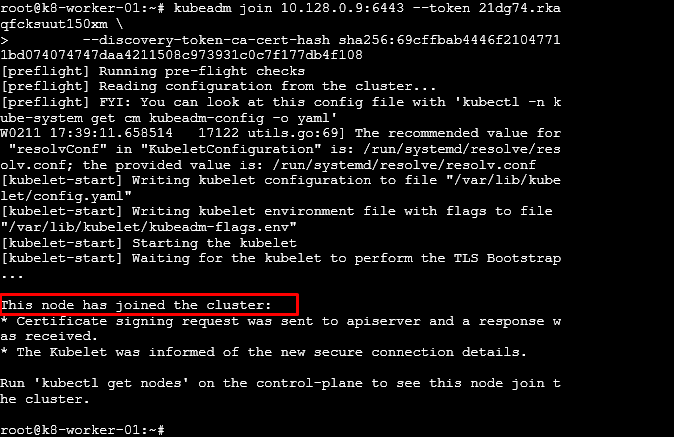 root@k8-worker-01:~# kubeadm join 10.128.0.9:6443 --token 21dg74.rka
qfcksuut150xm \
>       --discovery-token-ca-cert-hash sha256:69cffbab4446f2104771
1bd074074747daa4211508c973931c0c7f177db4f108
[preflight] Running pre-flight checks
[preflight] Reading configuration from the cluster...
[preflight] FYI: You can look at this config file with 'kubectl -n k
ube-system get cm kubeadm-config -o yaml'
W0211 17:39:11.658514   17122 utils.go:69] The recommended value for
 "resolvConf" in "KubeletConfiguration" is: /run/systemd/resolve/res
olv.conf; the provided value is: /run/systemd/resolve/resolv.conf
[kubelet-start] Writing kubelet configuration to file "/var/lib/kube
let/config.yaml"
[kubelet-start] Writing kubelet environment file with flags to file
"/var/lib/kubelet/kubeadm-flags.env"
[kubelet-start] Starting the kubelet
[kubelet-start] Waiting for the kubelet to perform the TLS Bootstrap
...
This node has joined the cluster:
* Certificate signing request was sent to apiserver and a response w
as received.
* The Kubelet was informed of the new secure connection details.
Run 'kubectl get nodes' on the control-plane to see this node join t
he cluster.
root@k8-worker-01:~#